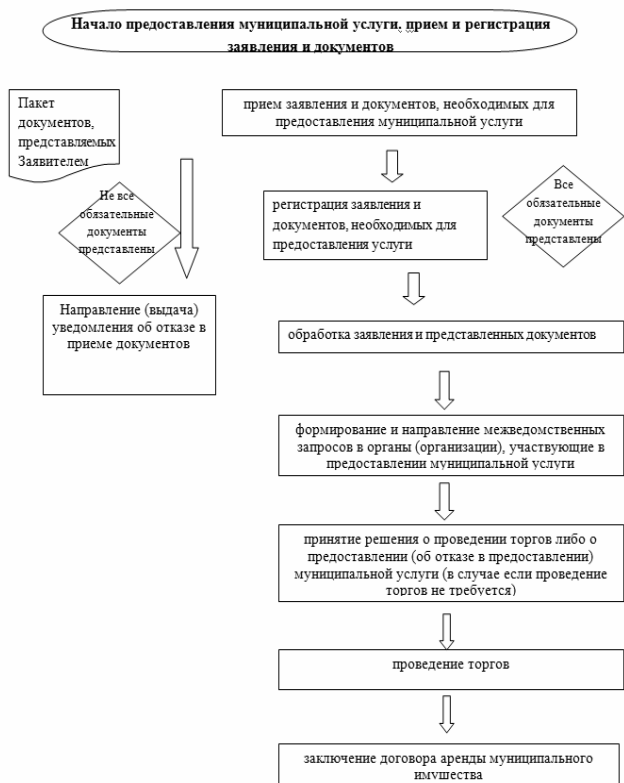 Начало предоставления муниципальной услуги, прием и регистрация
заявления и документов
Пакет
документов,
представляемых
Заявителем
прием заявления и документов, необходимых для
предоставления муниципальной услуги
Не все
обязательные
документы
представлены
регистрация заявления и
документов, необходимых для
предоставления услуги
Все
обязательные
документы
представлены
Направление (выдача)
уведомления об отказе в
приеме документов
обработка заявления и представленных документов
формирование и направление межведомственных
запросов в органы (организации), участвующие в
предоставлении муниципальной услуги
принятие решения о проведении торгов либо о
предоставлении (об отказе в предоставлении)
муниципальной услуги (в случае если проведение
торгов не требуется)
проведение торгов
заключение договора аренды муниципального
имущества